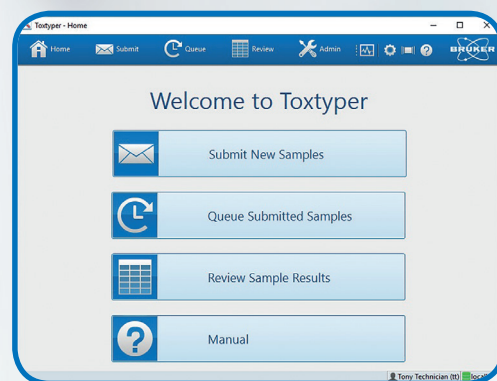 Toxtyper - Home
Home Submit Queue Review Admin BRUKER
Welcome to Toxtyper
Submit New Samples
Queue Submitted Samples
Review Sample Results
Manual
Tony Technician (tt)